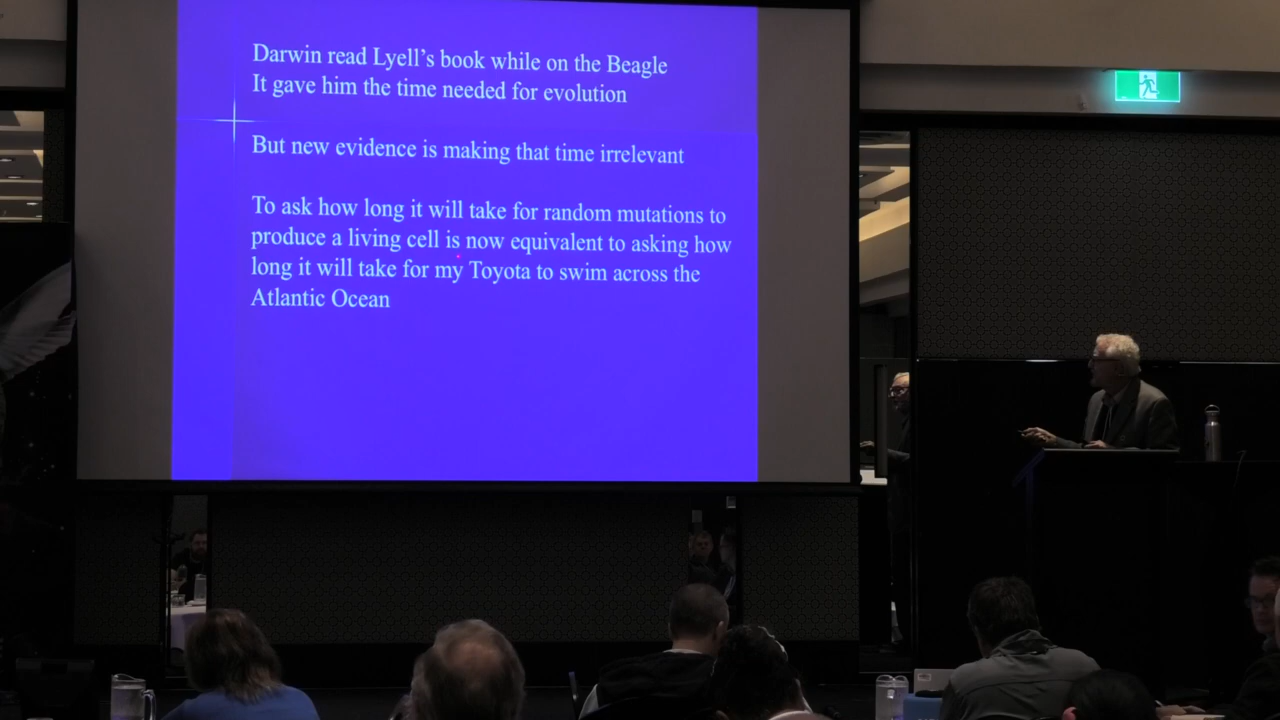 Darwin read Lyell's book while on the Beagle
It gave him the time needed for evolution
But new evidence is making that time irrelevant
To ask how long it will take for random mutations to
produce a living cell is now equivalent to asking how
long it will take for my Toyota to swim across the
Atlantic Ocean